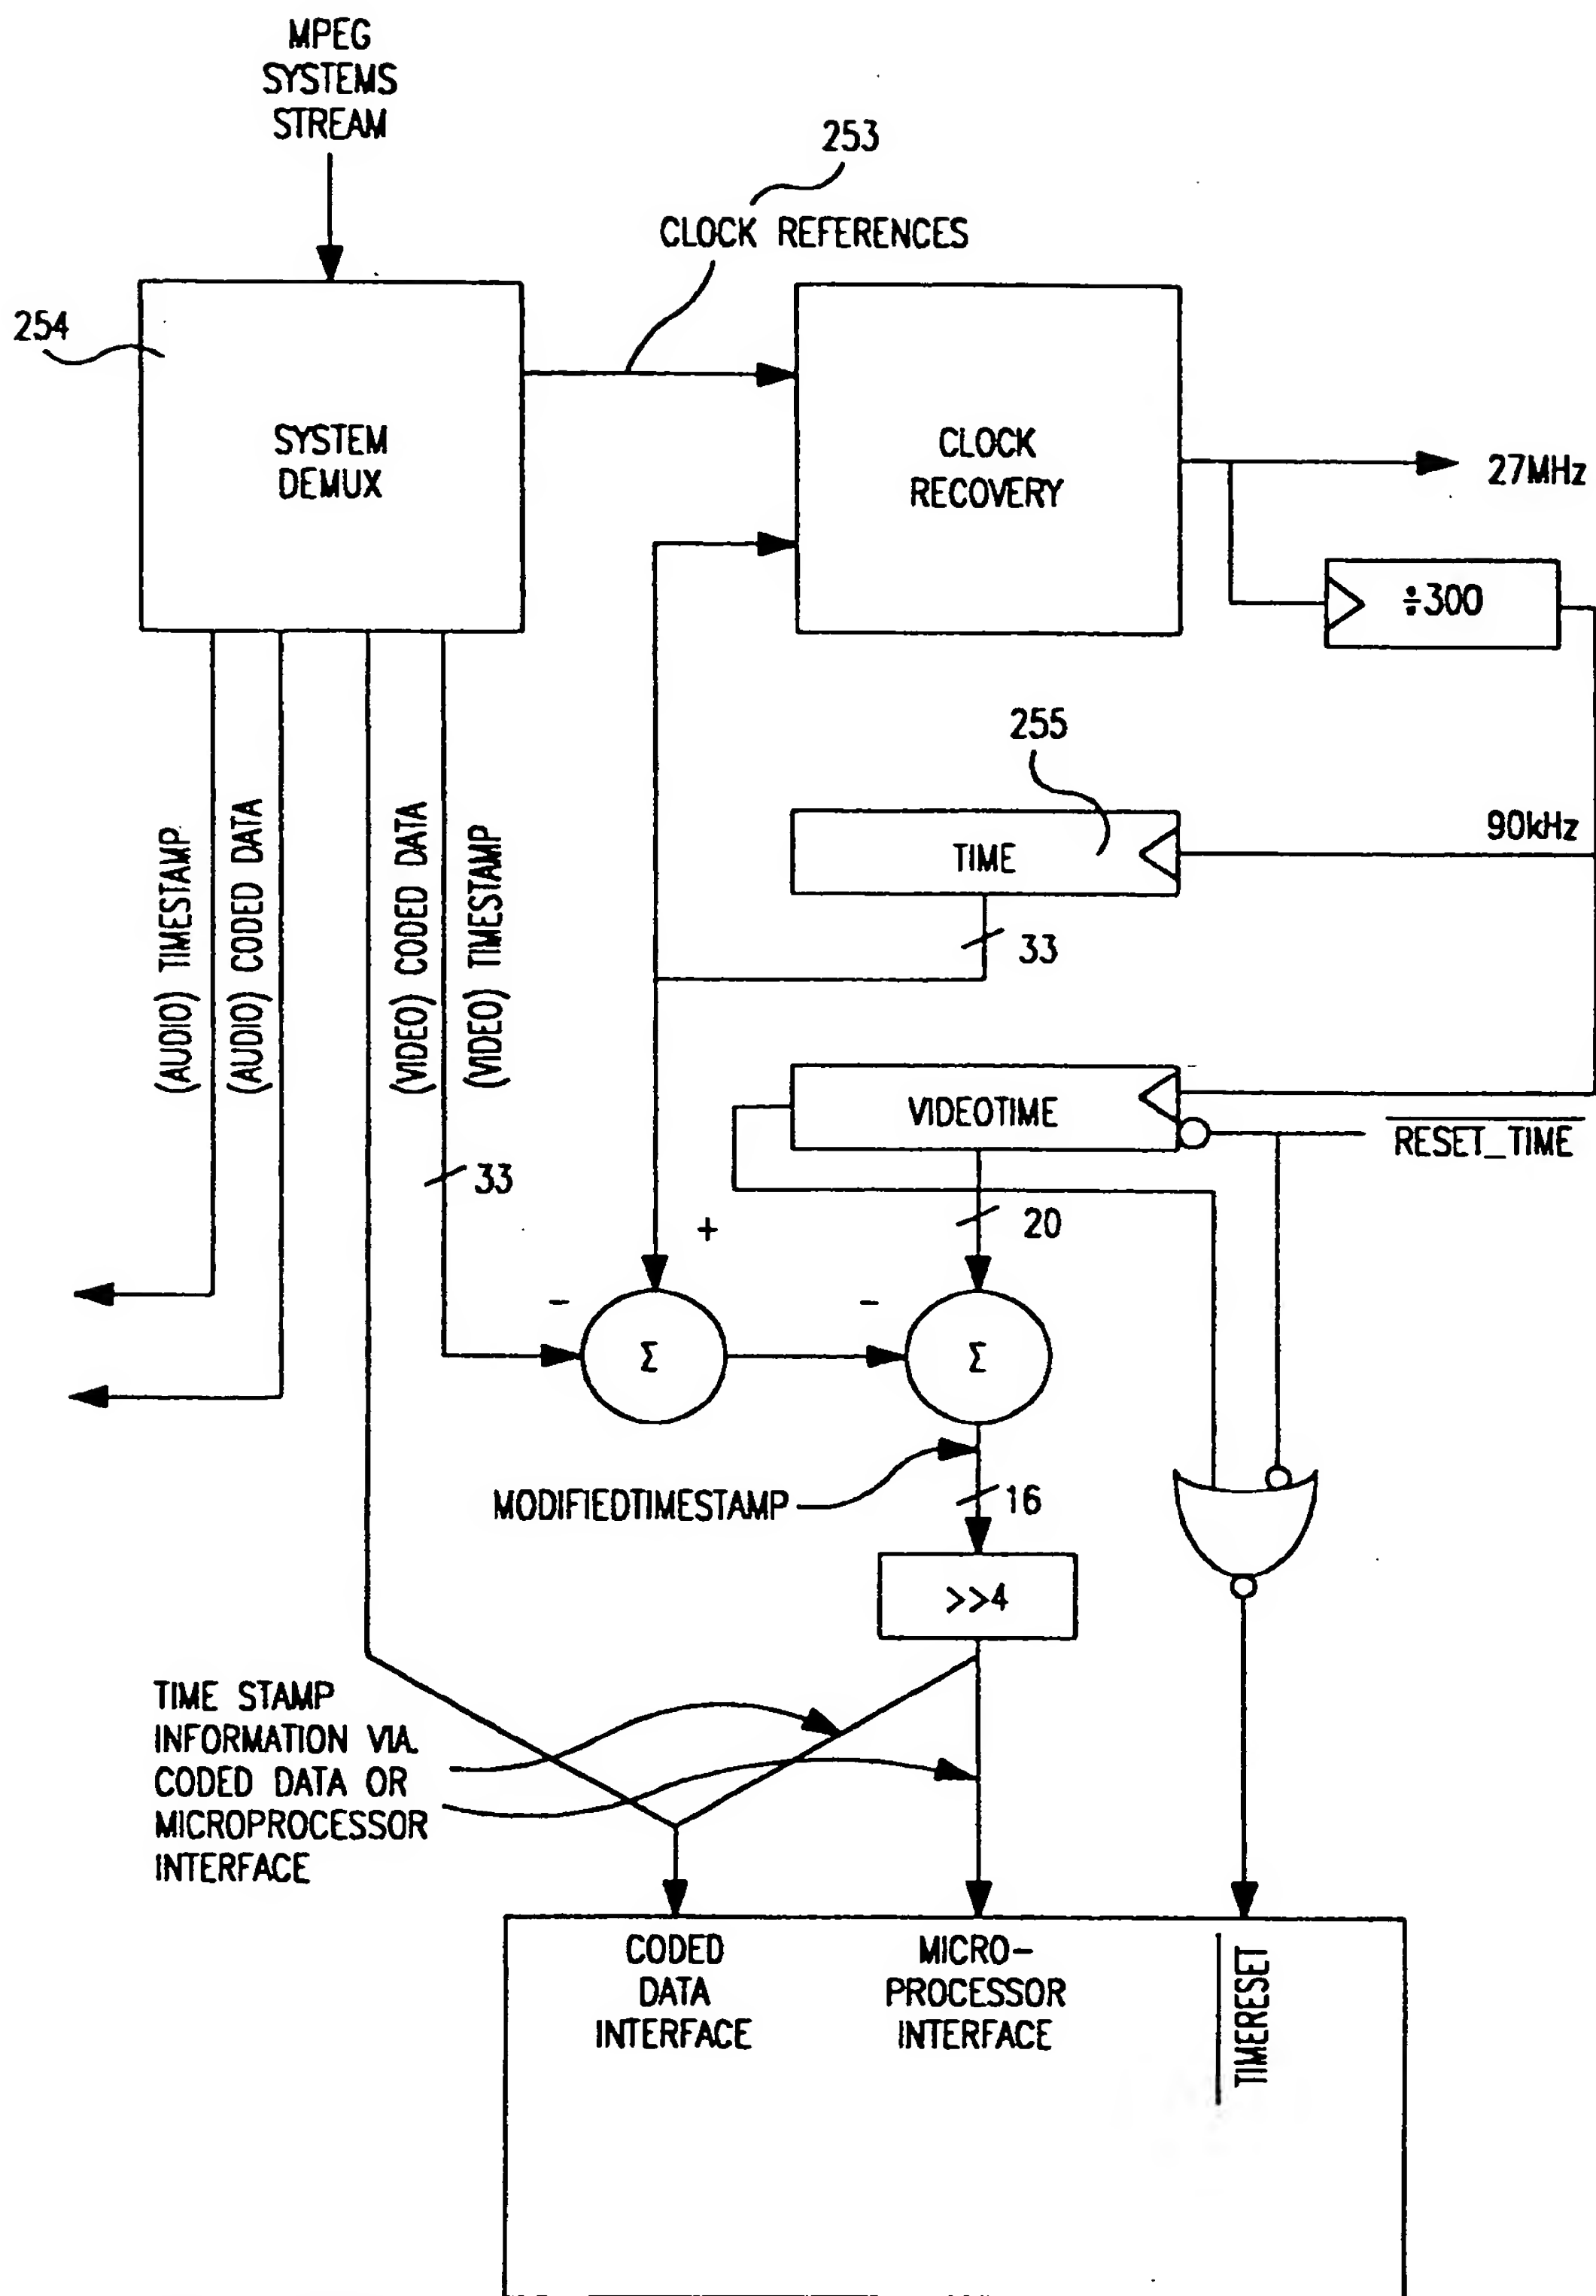 MPEG
SYSTEMS
STREAM
253
CLOCK REFERENCES
254
SYSTEM
DEMUX
CLOCK
RECOVERY
27MHz
÷300
255
TIME
90kHz
33
(AUDIO) TIMESTAMP
(AUDIO) CODED DATA
(VIDEO) CODED DATA
(VIDEO) TIMESTAMP
VIDEOTIME
RESET_TIME
33
20
+
-
-
Σ
Σ
MODIFIEDTIMESTAMP
16
>>4
TIME STAMP
INFORMATION VIA
CODED DATA OR
MICROPROCESSOR
INTERFACE
CODED
DATA
INTERFACE
MICRO-
PROCESSOR
INTERFACE
TIMERESET